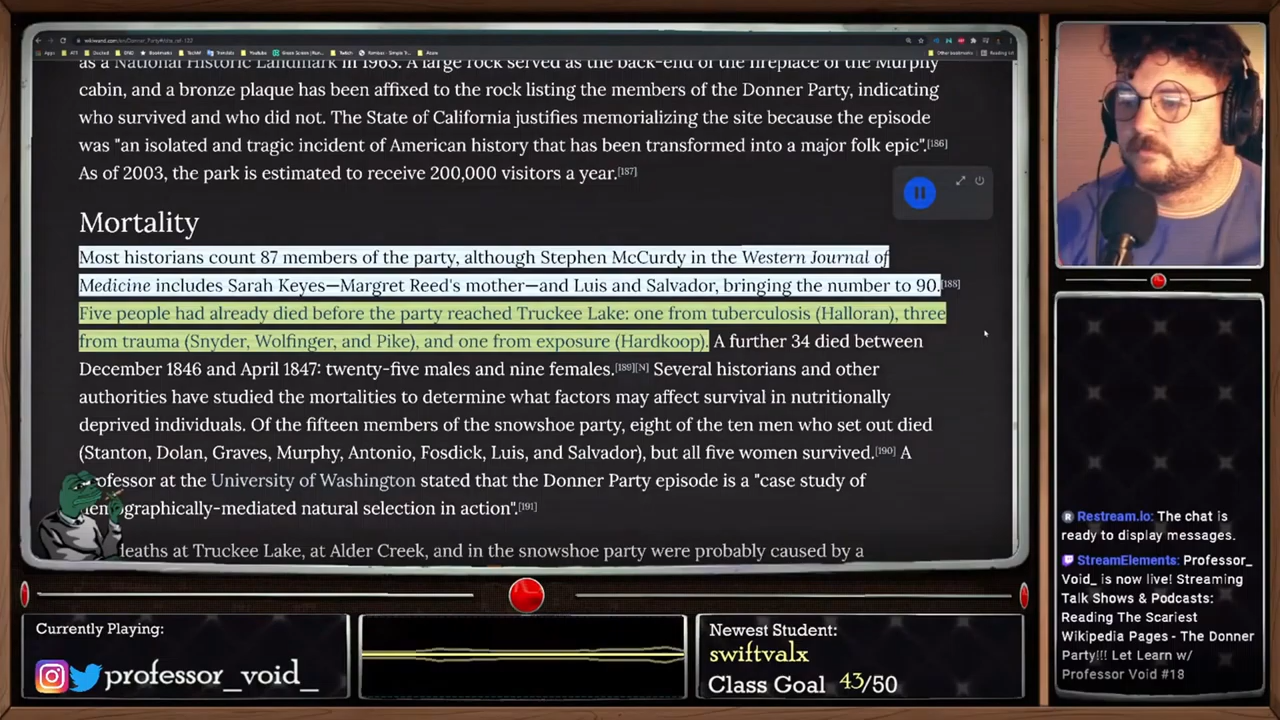 as a National Historic Landmark in 1963. A large rock served as the back-end of the fireplace of the Murphy
cabin, and a bronze plaque has been affixed to the rock listing the members of the Donner Party, indicating
who survived and who did not. The State of California justifies memorializing the site because the episode
was "an isolated and tragic incident of American history that has been transformed into a major folk epic".[186]
As of 2003, the park is estimated to receive 200,000 visitors a year.[187]
Mortality
Most historians count 87 members of the party, although Stephen McCurdy in the Western Journal of
Medicine includes Sarah Keyes—Margret Reed's mother—and Luis and Salvador, bringing the number to 90.[188]
Five people had already died before the party reached Truckee Lake: one from tuberculosis (Halloran), three
from trauma (Snyder, Wolfinger, and Pike), and one from exposure (Hardkoop). A further 34 died between
December 1846 and April 1847: twenty-five males and nine females.[189][N] Several historians and other
authorities have studied the mortalities to determine what factors may affect survival in nutritionally
deprived individuals. Of the fifteen members of the snowshoe party, eight of the ten men who set out died
(Stanton, Dolan, Graves, Murphy, Antonio, Fosdick, Luis, and Salvador), but all five women survived.[190] A
ofessor at the University of Washington stated that the Donner Party episode is a "case study of
ographically-mediated natural selection in action".[191]
deaths at Truckee Lake, at Alder Creek, and in the snowshoe party were probably caused by a
Restream.io: The chat is
ready to display messages.
StreamElements: Professor_
Void_ is now live! Streaming
Talk Shows & Podcasts:
Reading The Scariest
Wikipedia Pages - The Donner
Party!!! Let Learn w/
Professor Void #18
Currently Playing:
professor_void_
Newest Student:
swiftvalx
Class Goal 43/50